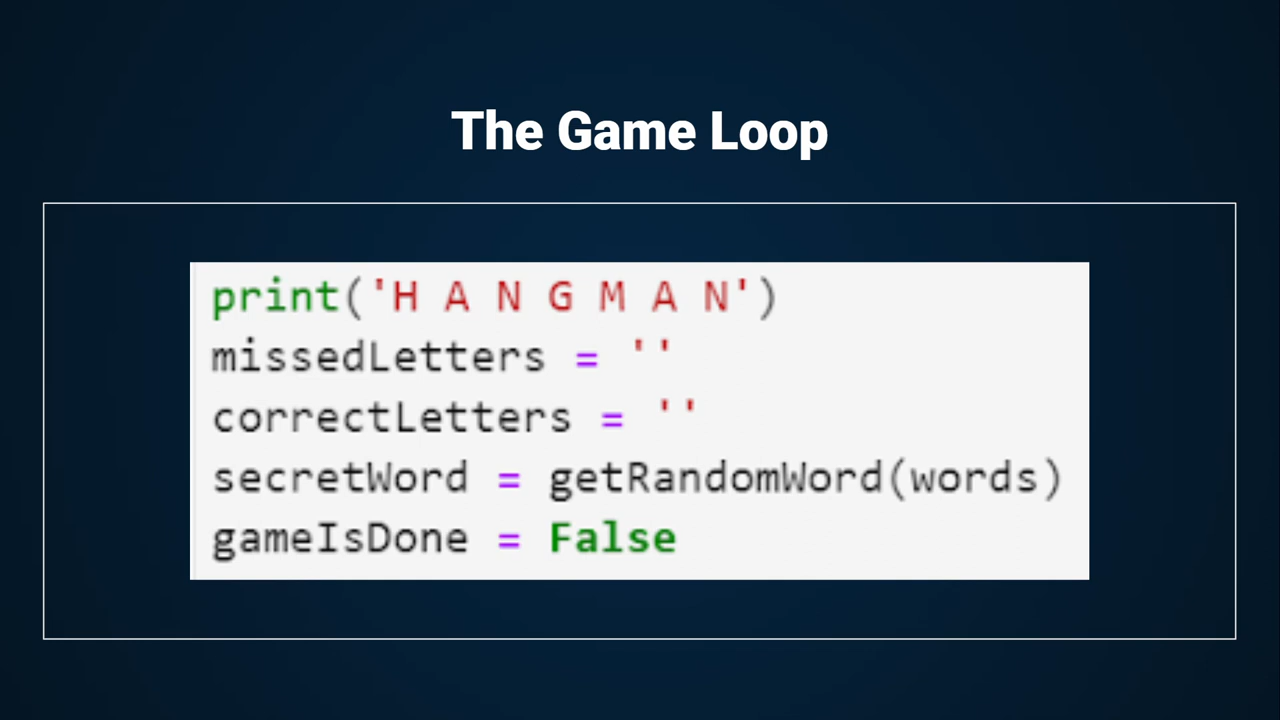 The Game Loop
print('H A N G M A N')
missedLetters = ''
correctLetters = ''
secretWord = getRandomWord(words)
gameIsDone = False